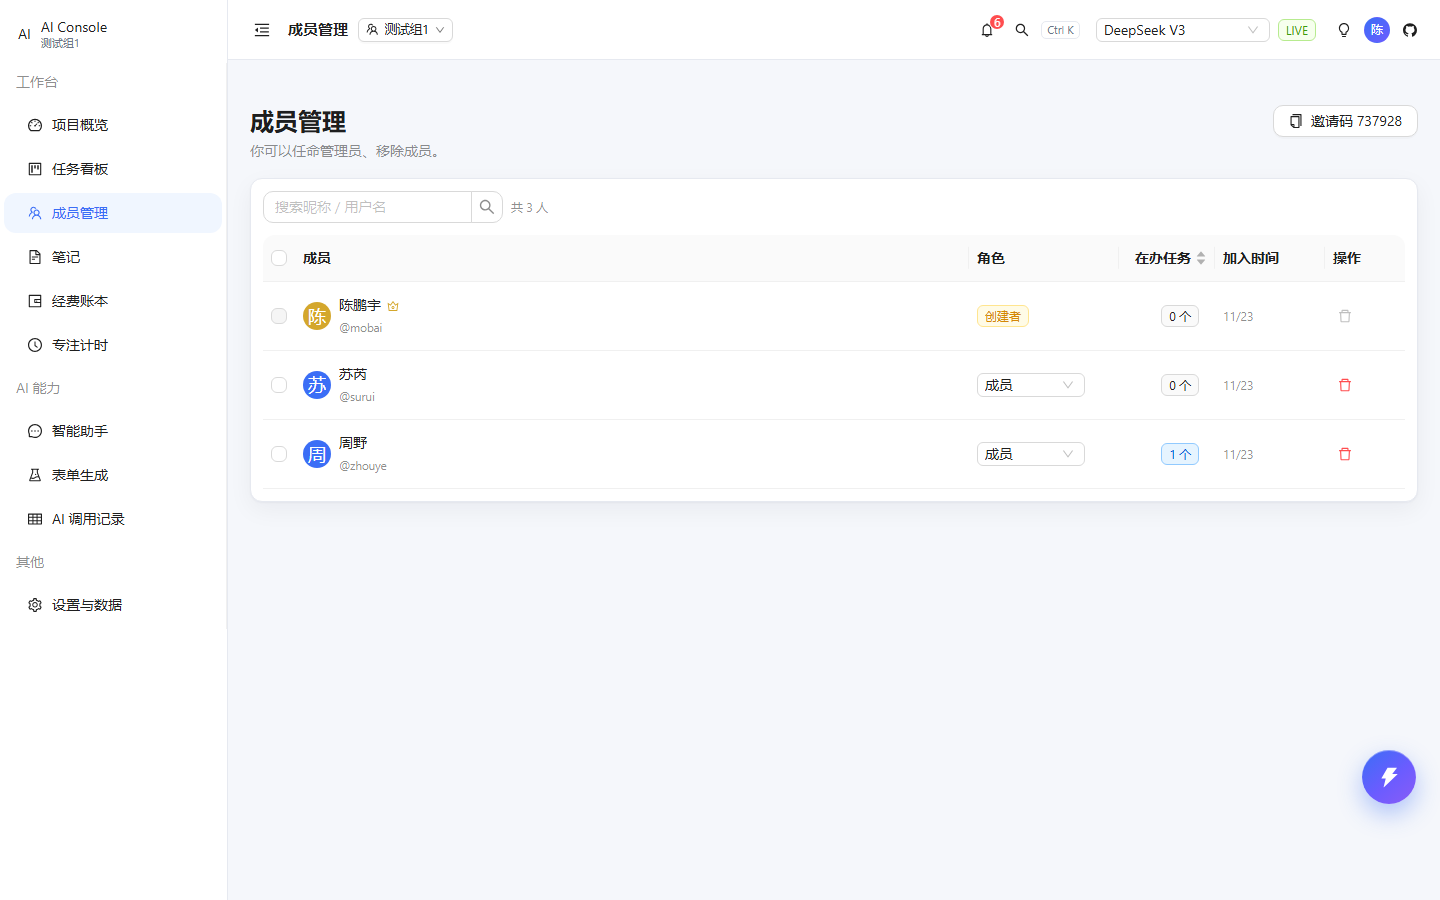 AI
AI Console
测试组1
工作台
项目概览
任务看板
成员管理
笔记
经费账本
专注计时
AI 能力
智能助手
表单生成
AI 调用记录
其他
设置与数据
成员管理
测试组1
6
Ctrl K
DeepSeek V3
LIVE
陈
成员管理
你可以任命管理员、移除成员。
邀请码 737928
搜索昵称 / 用户名
共 3 人
成员 角色 在办任务 加入时间 操作
陈 陈鹏宇 @mobai 创建者 0 个 11/23
苏 苏芮 @surui 成员 0 个 11/23
周 周野 @zhouye 成员 1 个 11/23